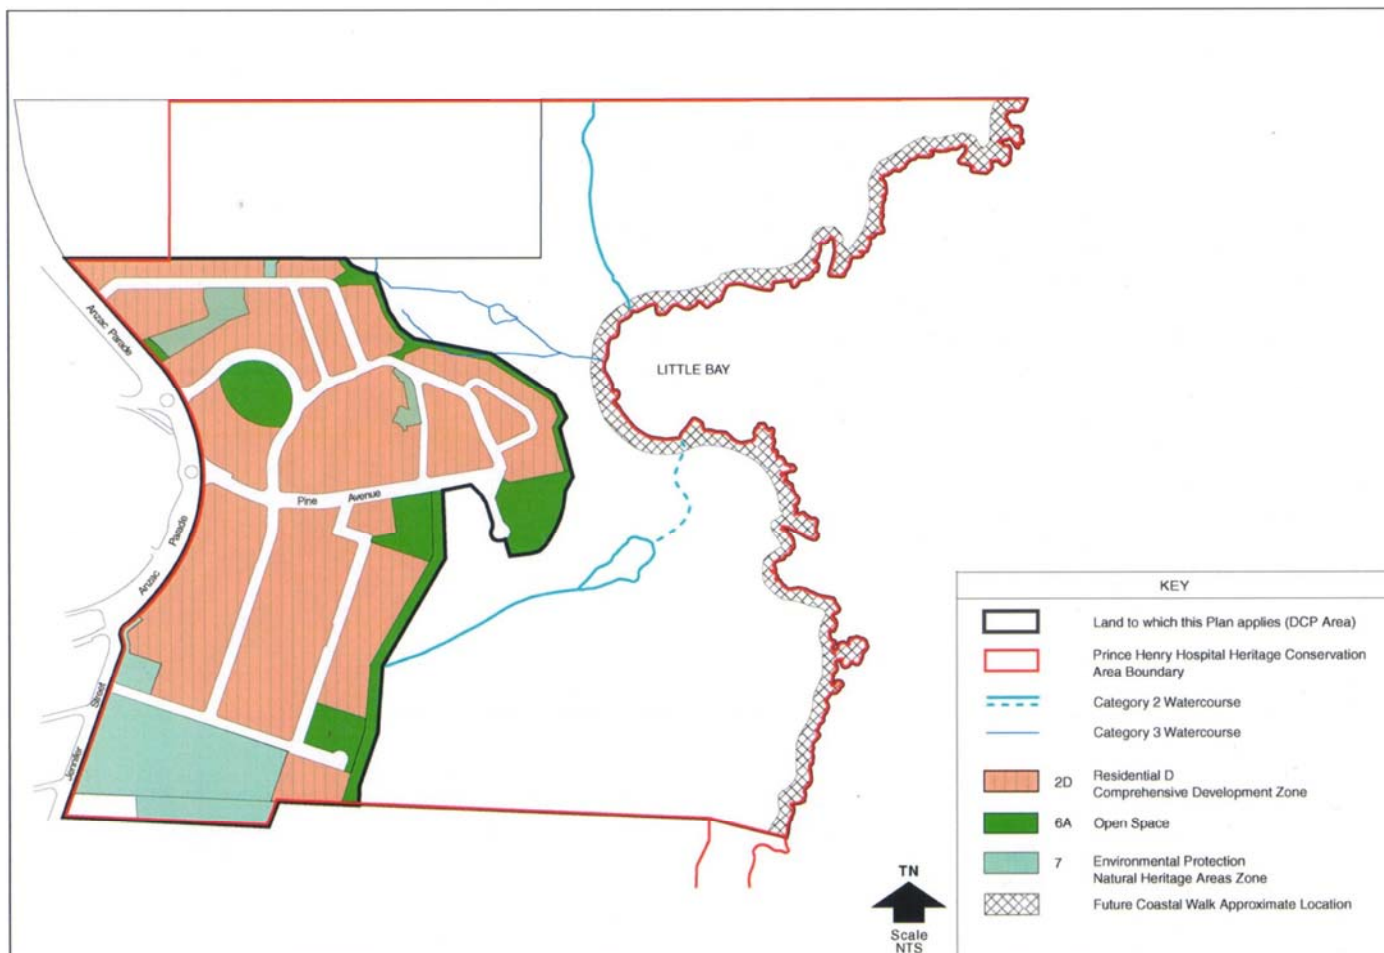 Anzac Parade
LITTLE BAY
Pine Avenue
Anzac Parade
Jennifer Street
KEY
Land to which this Plan applies (DCP Area)
Prince Henry Hospital Heritage Conservation
Area Boundary
Category 2 Watercourse
Category 3 Watercourse
2D Residential D
Comprehensive Development Zone
6A Open Space
7 Environmental Protection
Natural Heritage Areas Zone
Future Coastal Walk Approximate Location
TN
Scale
NTS